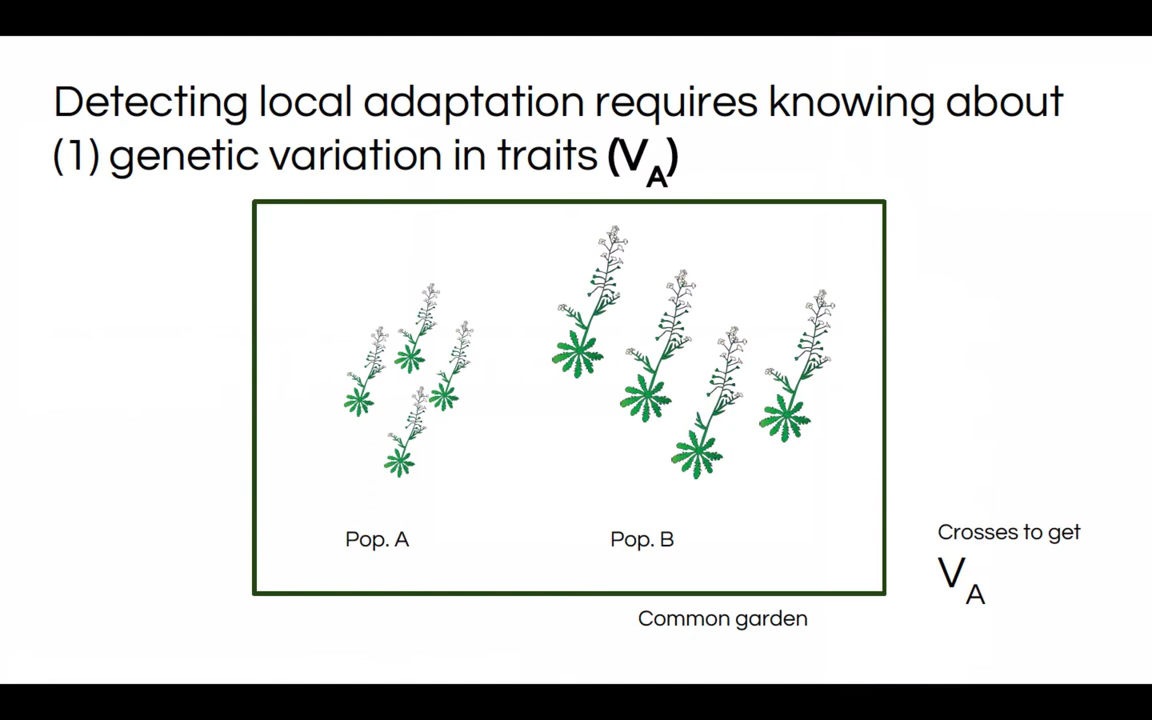 Detecting local adaptation requires knowing about
(1) genetic variation in traits (VA)
Pop. A
Pop. B
Crosses to get
VA
Common garden